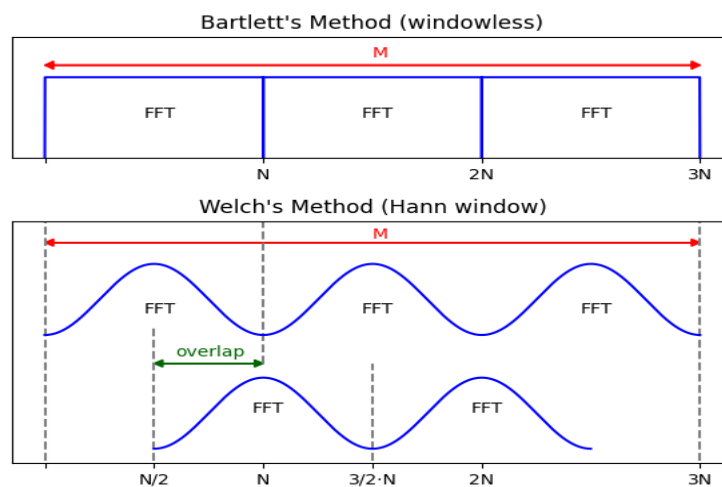 Bartlett's Method (windowless)
M
FFT FFT FFT
N 2N 3N
Welch's Method (Hann window)
M
FFT FFT FFT
overlap
FFT FFT
N/2 N 3/2·N 2N 3N